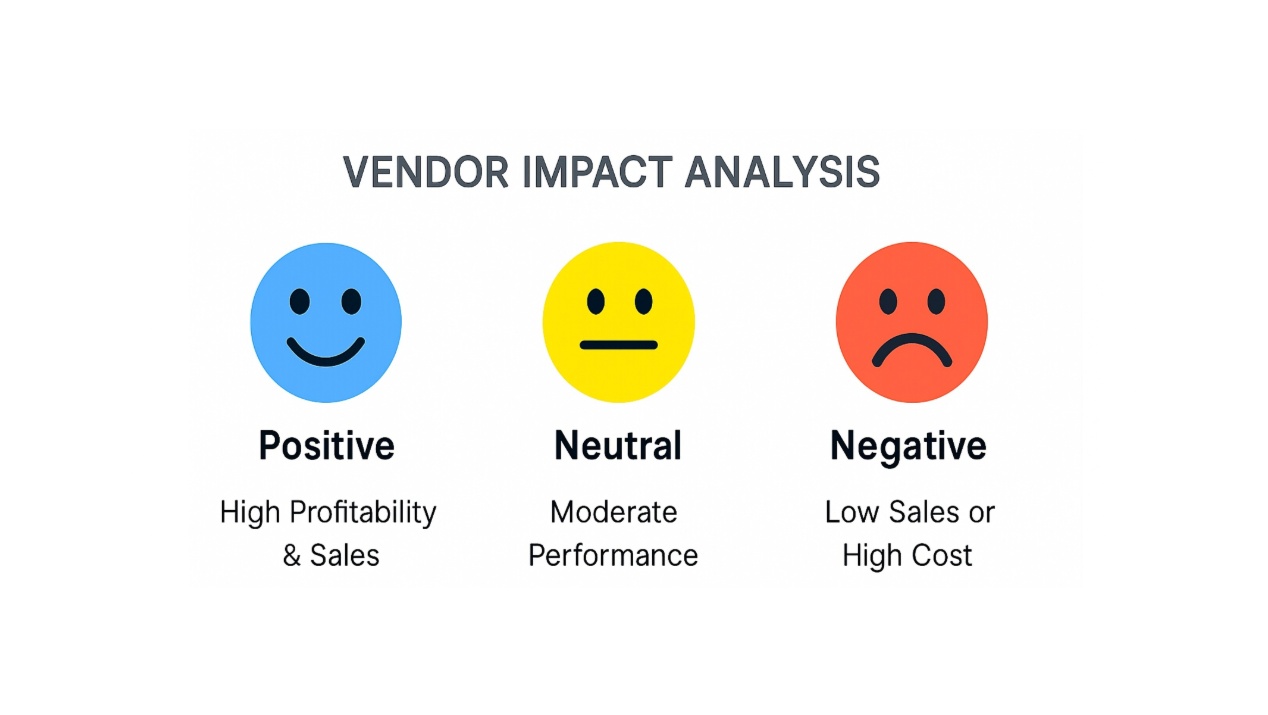 VENDOR IMPACT ANALYSIS
Positive
Neutral
Negative
High Profitability
& Sales
Moderate
Performance
Low Sales or
High Cost